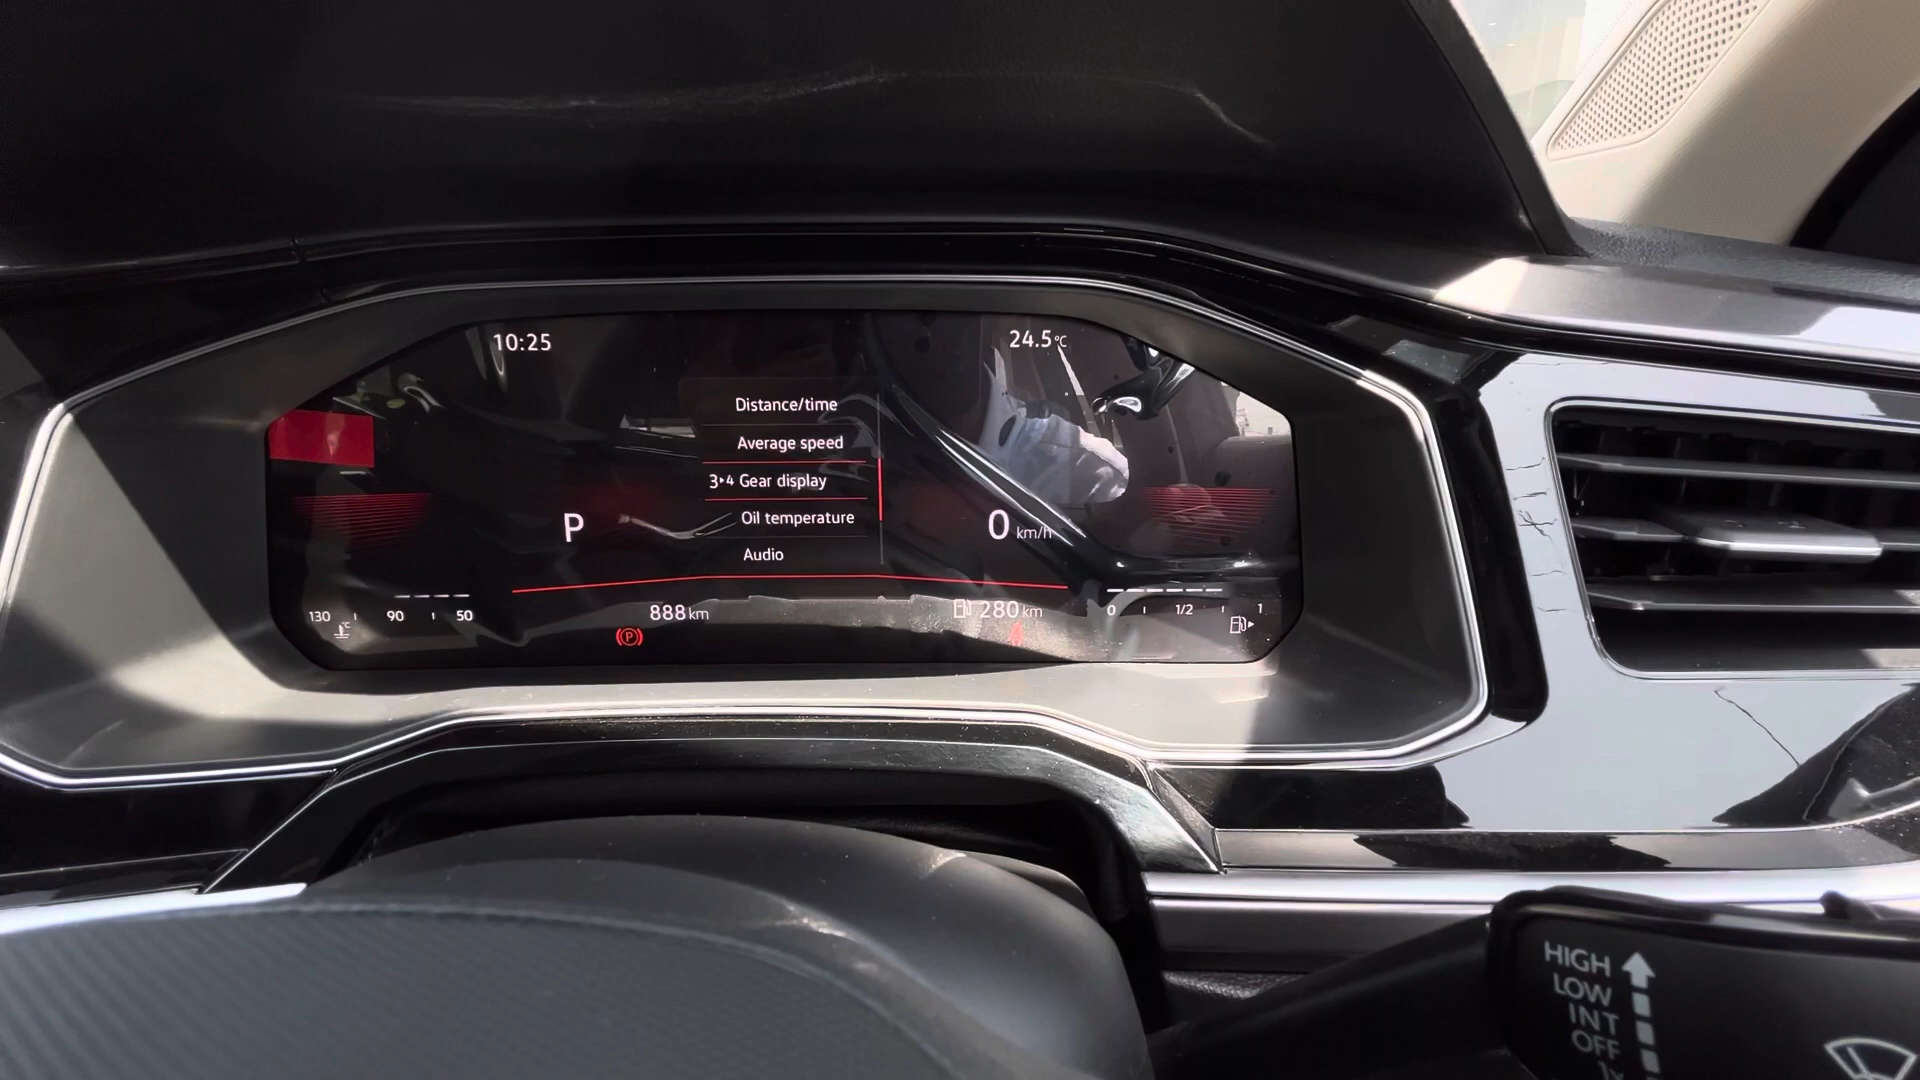 10:25
24.5°C
Distance/time
Average speed
3▸4 Gear display
Oil temperature
Audio
P
0 km/h
130 90 50
°C
888 km
280 km
0 1/2 1
(P)
HIGH
LOW
INT
OFF
1x